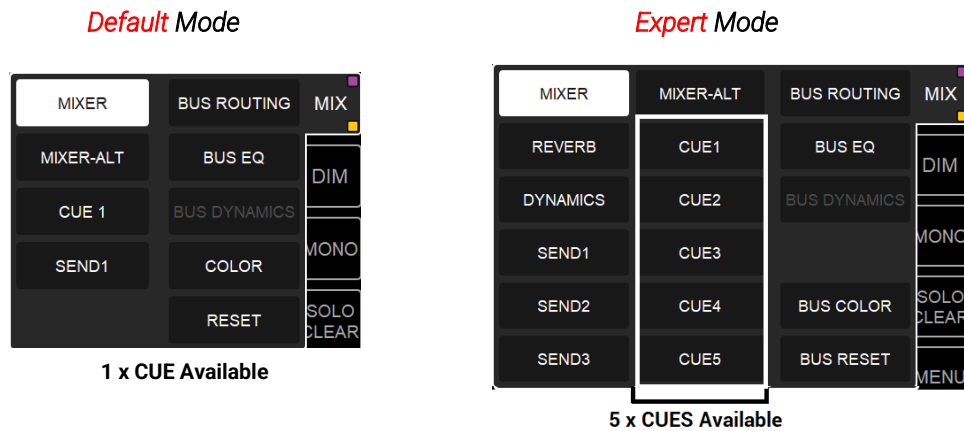 Default Mode
MIXER
BUS ROUTING
MIX
MIXER-ALT
BUS EQ
DIM
CUE 1
BUS DYNAMICS
MONO
SEND1
COLOR
RESET
SOLO
CLEAR
1 x CUE Available
Expert Mode
MIXER
MIXER-ALT
BUS ROUTING
MIX
REVERB
CUE1
BUS EQ
DIM
DYNAMICS
CUE2
BUS DYNAMICS
MONO
SEND1
CUE3
SEND2
CUE4
BUS COLOR
SOLO
CLEAR
SEND3
CUE5
BUS RESET
MENU
5 x CUES Available